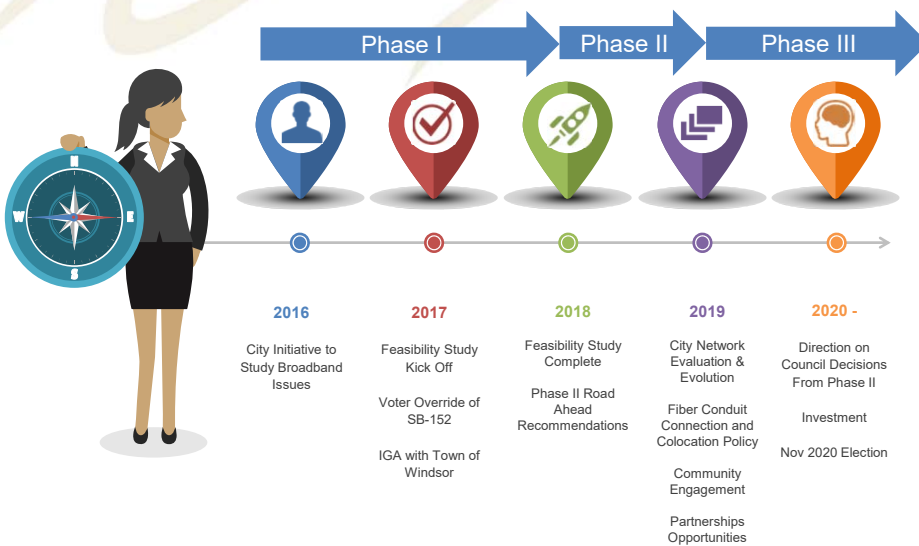 Phase I
Phase II
Phase III
N
W
E
S
2016
City Initiative to
Study Broadband
Issues
2017
Feasibility Study
Kick Off
Voter Override of
SB-152
IGA with Town of
Windsor
2018
Feasibility Study
Complete
Phase II Road
Ahead
Recommendations
2019
City Network
Evaluation &
Evolution
Fiber Conduit
Connection and
Colocation Policy
Community
Engagement
Partnerships
Opportunities
2020 -
Direction on
Council Decisions
From Phase II
Investment
Nov 2020 Election